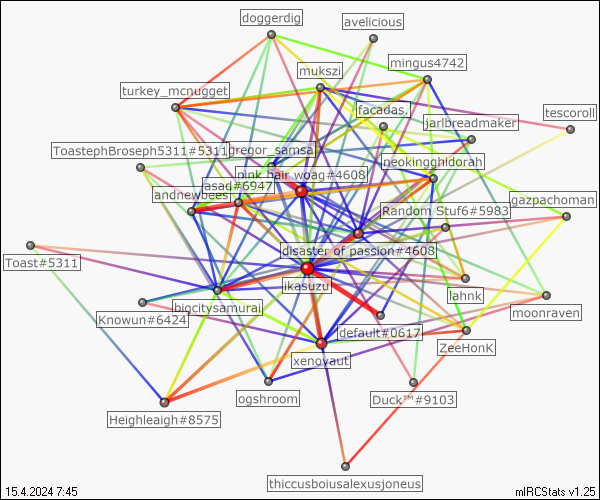 doggerdig
avelicious
mukszi
mingus4742
turkey_mcnugget
facadas.
tescoroll
jarlbreadmaker
ToastephBroseph5311#5311
gregor_samsa
neokingghidorah
pink hair woag#4608
asad#6947
andnewbees
Random Stuf6#5983
gazpachoman
disaster of passion#4608
Toast#5311
ikasuzu
lahnk
bigcitysamurai
moonraven
Knowun#6424
default#0617
ZeeHonK
xenoyaut
ogshroom
Duck™#9103
Heighleaigh#8575
thiccusboiusalexusjoneus
15.4.2024 7:45
mIRCStats v1.25